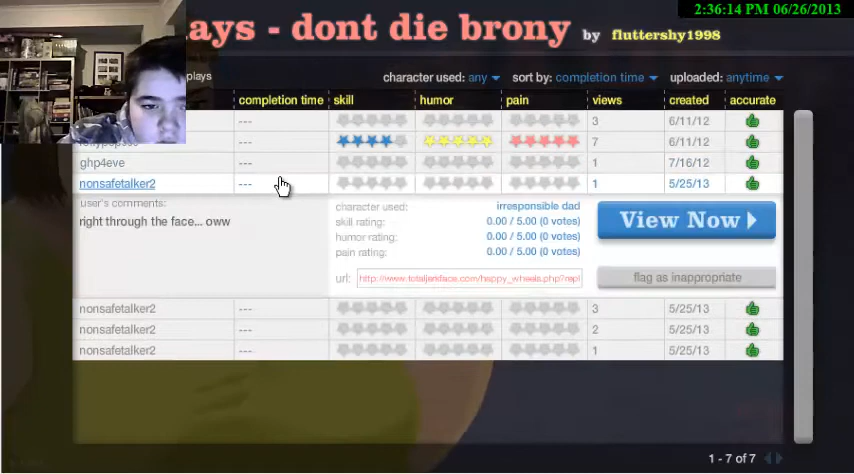 2:36:14 PM 06/26/2013
ays - dont die brony by fluttershy1998
plays character used: any sort by: completion time uploaded: anytime
completion time skill humor pain views created accurate
--- 3 6/11/12
--- 7 6/11/12
ghp4eve --- 1 7/16/12
nonsafetalker2 --- 1 5/25/13
user's comments:
right through the face... oww
character used: irresponsible dad
skill rating: 0.00 / 5.00 (0 votes)
humor rating: 0.00 / 5.00 (0 votes)
pain rating: 0.00 / 5.00 (0 votes)
url: http://www.totaljerkface.com/happy_wheels.php?repl
View Now
flag as inappropriate
nonsafetalker2 --- 3 5/25/13
nonsafetalker2 --- 2 5/25/13
nonsafetalker2 --- 1 5/25/13
1 - 7 of 7